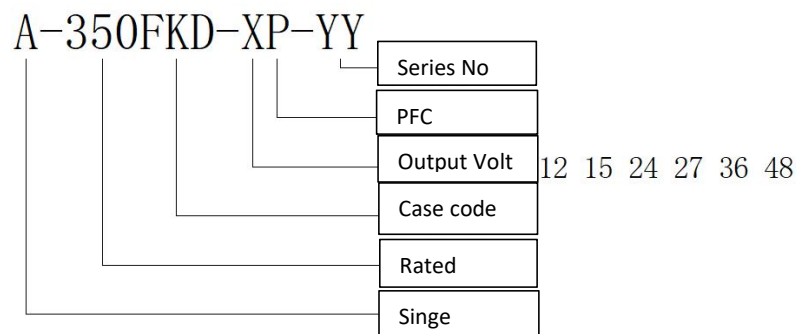 A-350FKD-XP-YY
Series No
PFC
Output Volt 12 15 24 27 36 48
Case code
Rated
Singe